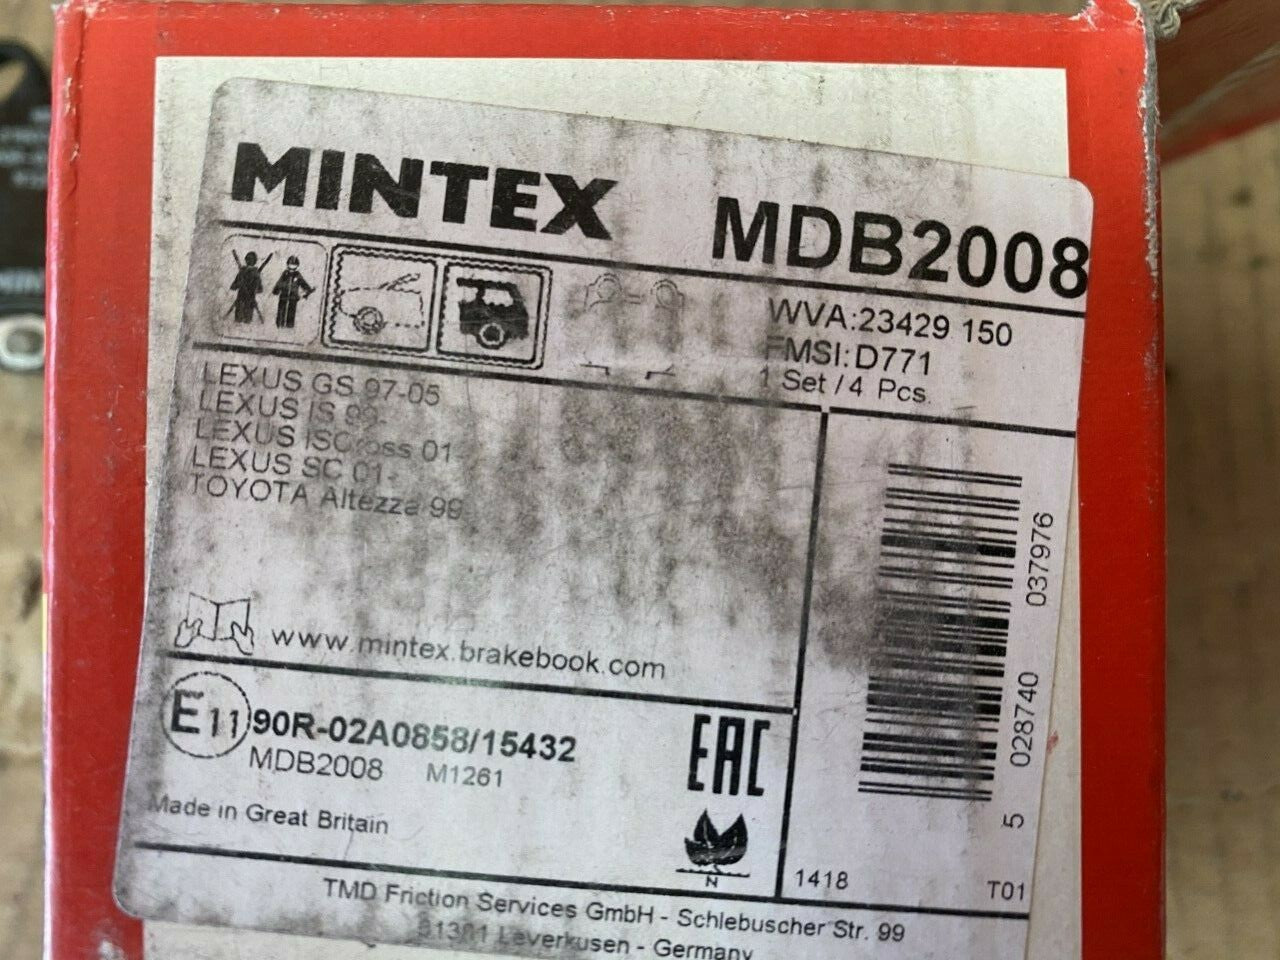 MINTEX
MDB2008
WVA:23429 150
FMSI:D771
1 Set / 4 Pcs.
LEXUS GS 97-05
LEXUS IS 99-
LEXUS ISCross 01
LEXUS SC 01-
TOYOTA Altezza 99
www.mintex.brakebook.com
E11 90R-02A0858/15432
MDB2008 M1261
EAC
Made in Great Britain
N
5 028740 037976
1418 T01
TMD Friction Services GmbH - Schlebuscher Str. 99
51381 Leverkusen - Germany